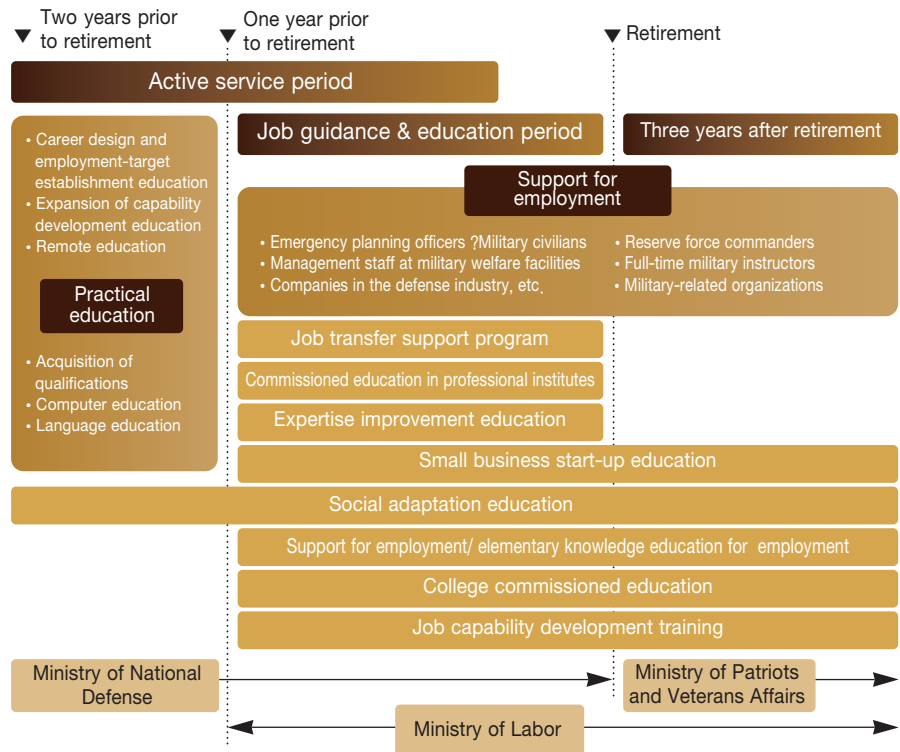 Two years prior
to retirement
One year prior
to retirement
Retirement
Active service period
Job guidance & education period
Three years after retirement
• Career design and
employment-target
establishment education
• Expansion of capability
development education
• Remote education
Practical
education
• Acquisition of
qualifications
• Computer education
• Language education
Support for
employment
• Emergency planning officers ?Military civilians
• Management staff at military welfare facilities
• Companies in the defense industry, etc.
• Reserve force commanders
• Full-time military instructors
• Military-related organizations
Job transfer support program
Commissioned education in professional institutes
Expertise improvement education
Small business start-up education
Social adaptation education
Support for employment/ elementary knowledge education for employment
College commissioned education
Job capability development training
Ministry of National
Defense
Ministry of Patriots
and Veterans Affairs
Ministry of Labor